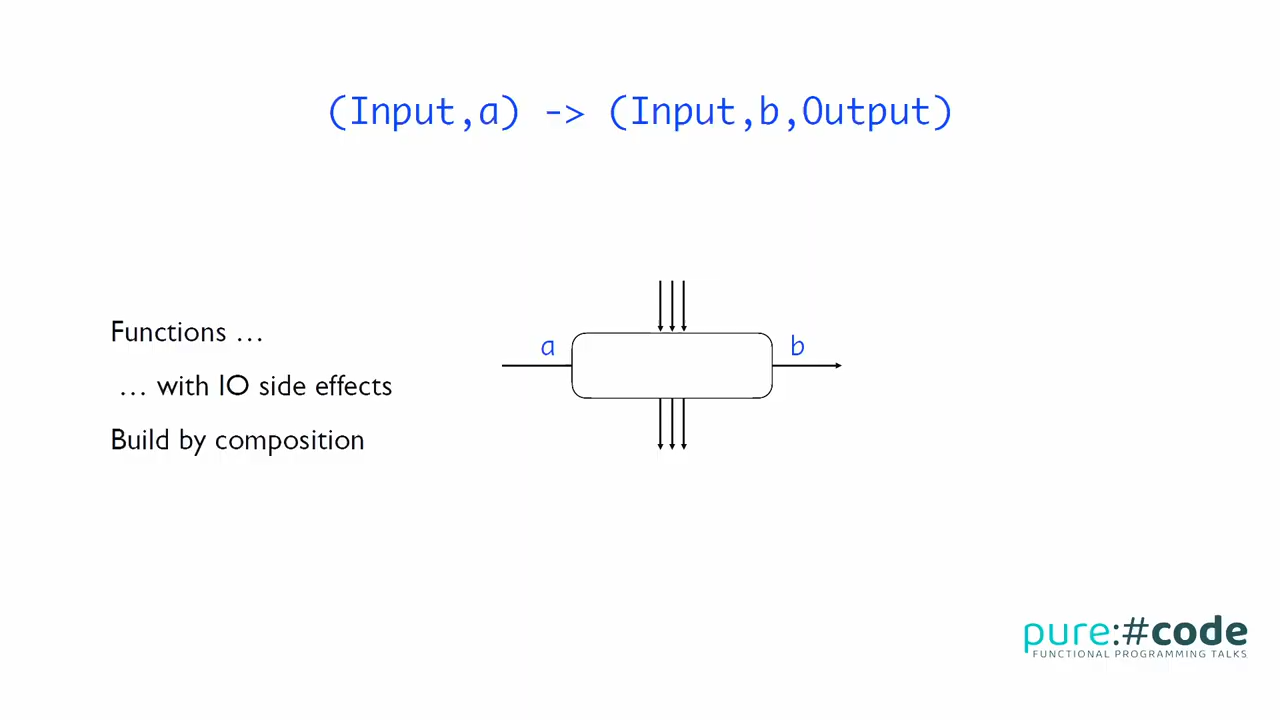 (Input,a) -> (Input,b,Output)
Functions …
a
b
… with IO side effects
Build by composition
pure:#code
FUNCTIONAL PROGRAMMING TALKS